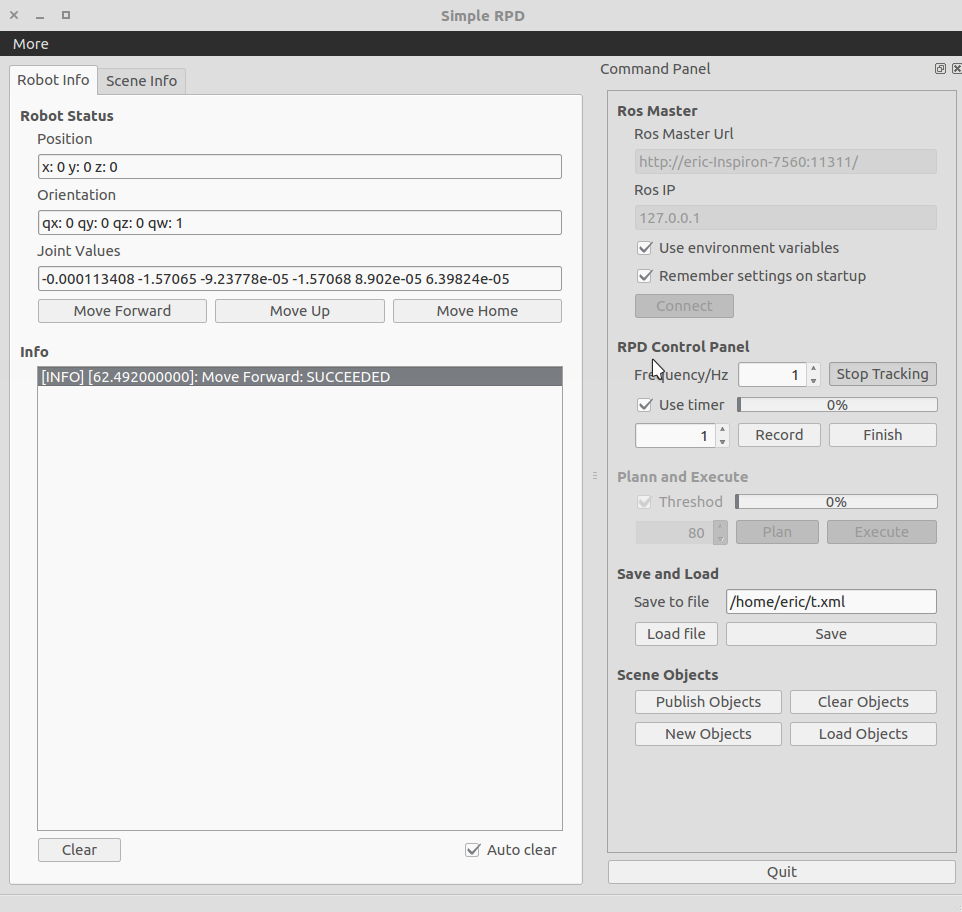 Simple RPD
More
Robot Info
Scene Info
Robot Status
Position
x: 0 y: 0 z: 0
Orientation
qx: 0 qy: 0 qz: 0 qw: 1
Joint Values
-0.000113408 -1.57065 -9.23778e-05 -1.57068 8.902e-05 6.39824e-05
Move Forward
Move Up
Move Home
Info
[INFO] [62.492000000]: Move Forward: SUCCEEDED
Clear
Auto clear
Command Panel
Ros Master
Ros Master Url
http://eric-Inspiron-7560:11311/
Ros IP
127.0.0.1
Use environment variables
Remember settings on startup
Connect
RPD Control Panel
Frequency/Hz
1
Stop Tracking
Use timer
0%
1
Record
Finish
Plann and Execute
Threshod
0%
80
Plan
Execute
Save and Load
Save to file
/home/eric/t.xml
Load file
Save
Scene Objects
Publish Objects
Clear Objects
New Objects
Load Objects
Quit